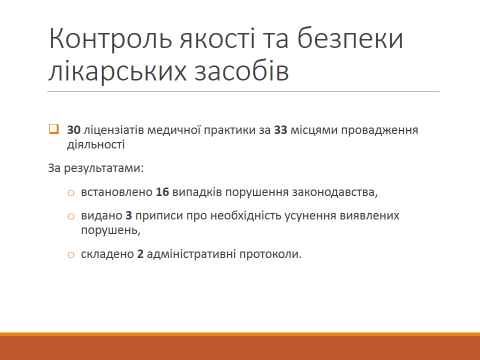 Контроль якості та безпеки
лікарських засобів
30 ліцензіатів медичної практики за 33 місцями провадження
діяльності
За результатами:
встановлено 16 випадків порушення законодавства,
видано 3 приписи про необхідність усунення виявлених
порушень,
складено 2 адміністративні протоколи.